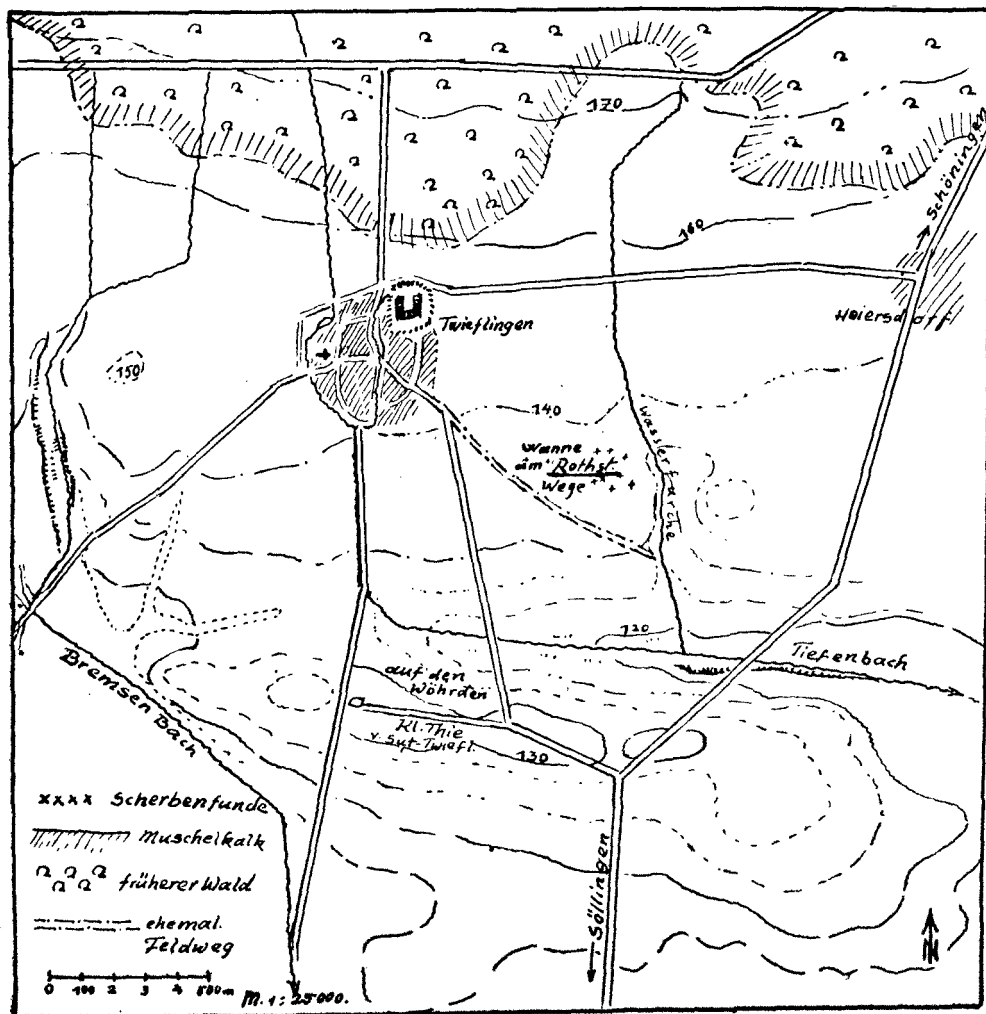 170
Schöningen
160
Heiersdorf
Twieflingen
150
140
Wanne
am Rothst.
Wege
Wasserfurche
120
Tiefenbach
auf den
Wöhrden
Bremsen Bach
Kl. Thie
v. Süt-Twiefl.
130
Söllingen
xxxx Scherbenfunde
Muschelkalk
früherer Wald
ehemal.
Feldweg
0 100 2 3 4 500m
M. 1:25000.
N